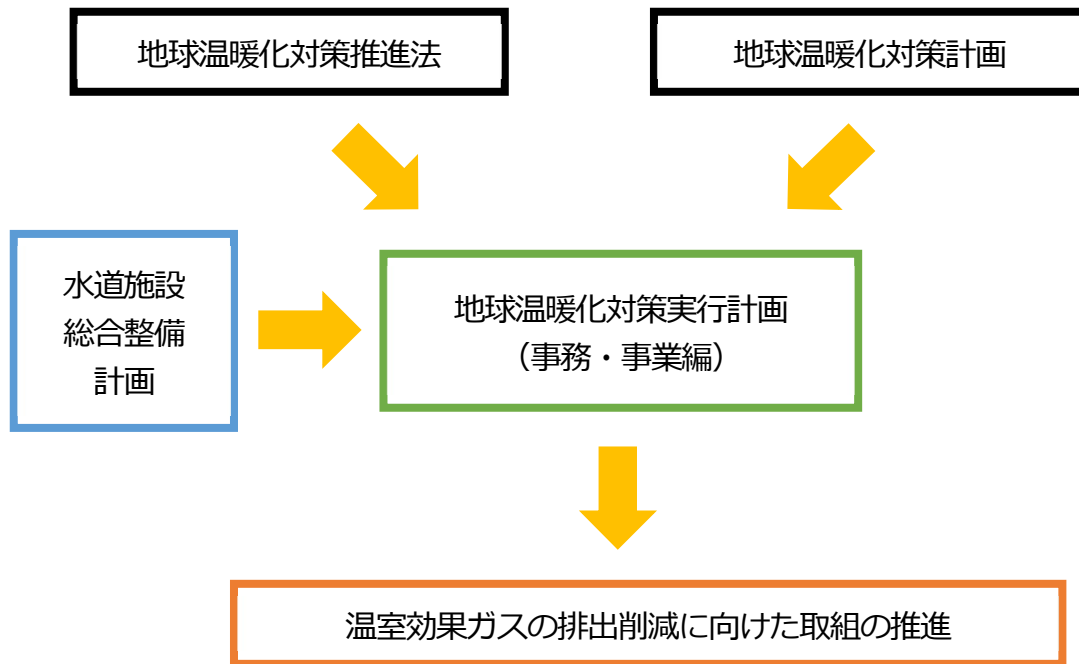 地球温暖化対策推進法
地球温暖化対策計画
水道施設
総合整備
計画
地球温暖化対策実行計画
（事務・事業編）
温室効果ガスの排出削減に向けた取組の推進